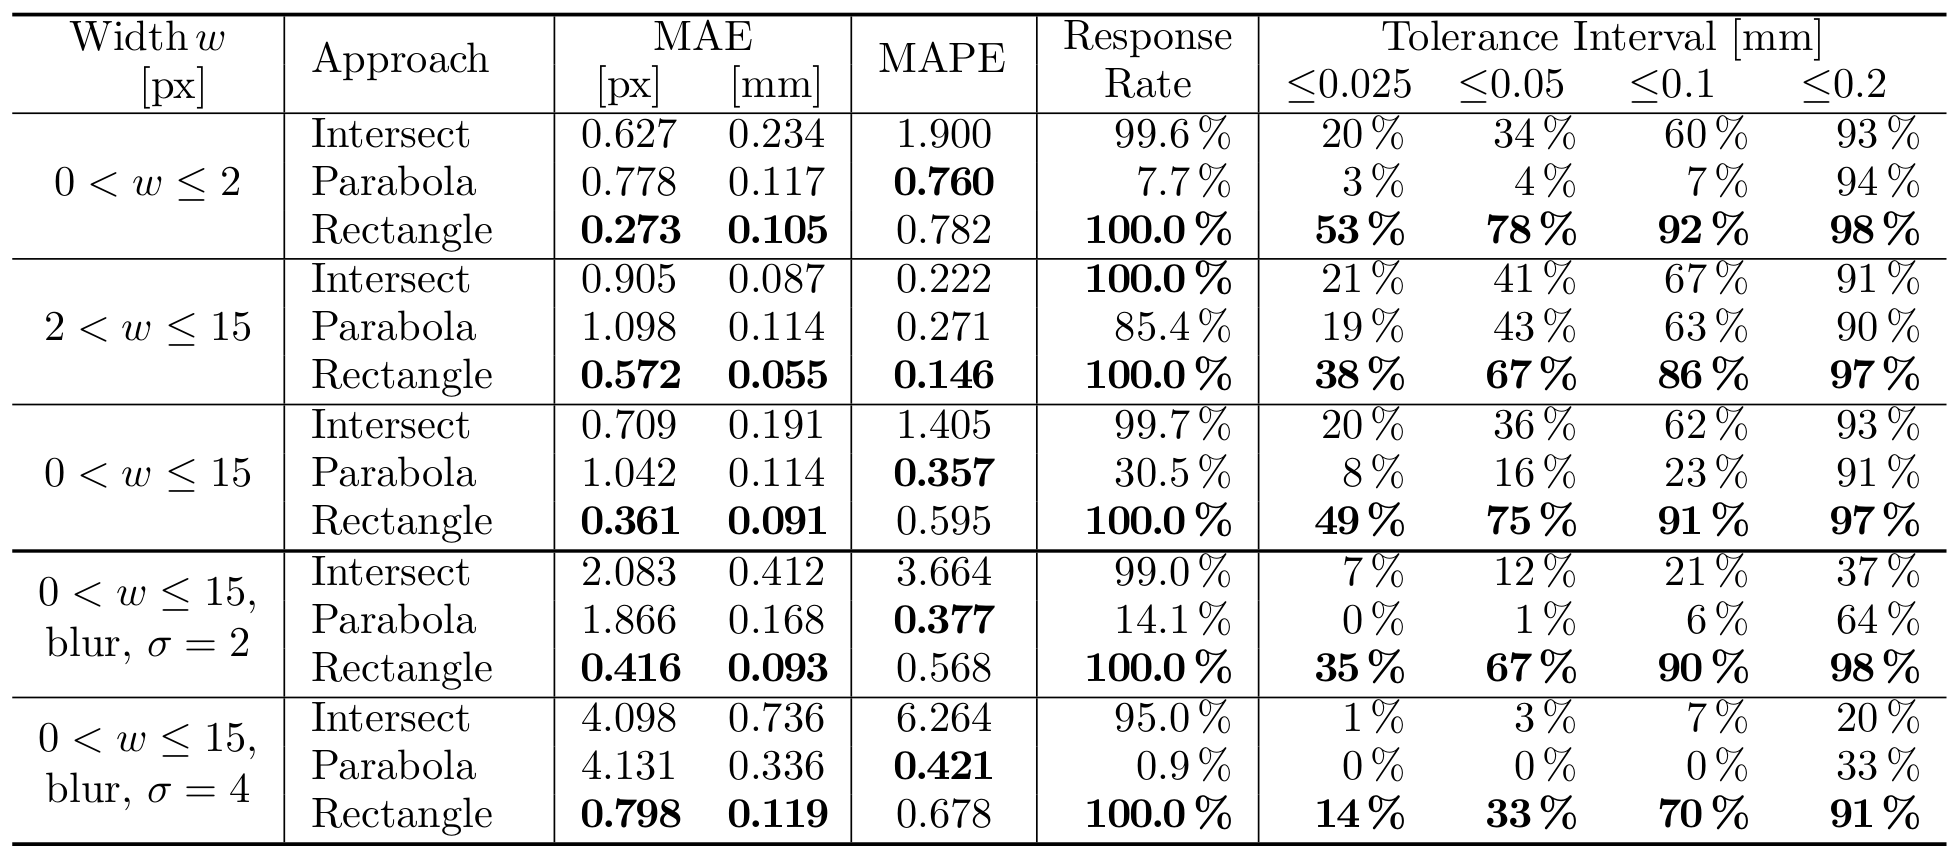 Width w Approach MAE MAPE Response Tolerance Interval [mm]
[px] [px] [mm] Rate ≤0.025 ≤0.05 ≤0.1 ≤0.2
Intersect 0.627 0.234 1.900 99.6 % 20 % 34 % 60 % 93 %
0 < w ≤ 2 Parabola 0.778 0.117 0.760 7.7 % 3 % 4 % 7 % 94 %
Rectangle 0.273 0.105 0.782 100.0 % 53 % 78 % 92 % 98 %
Intersect 0.905 0.087 0.222 100.0 % 21 % 41 % 67 % 91 %
2 < w ≤ 15 Parabola 1.098 0.114 0.271 85.4 % 19 % 43 % 63 % 90 %
Rectangle 0.572 0.055 0.146 100.0 % 38 % 67 % 86 % 97 %
Intersect 0.709 0.191 1.405 99.7 % 20 % 36 % 62 % 93 %
0 < w ≤ 15 Parabola 1.042 0.114 0.357 30.5 % 8 % 16 % 23 % 91 %
Rectangle 0.361 0.091 0.595 100.0 % 49 % 75 % 91 % 97 %
Intersect 2.083 0.412 3.664 99.0 % 7 % 12 % 21 % 37 %
0 < w ≤ 15, Parabola 1.866 0.168 0.377 14.1 % 0 % 1 % 6 % 64 %
blur, σ = 2 Rectangle 0.416 0.093 0.568 100.0 % 35 % 67 % 90 % 98 %
Intersect 4.098 0.736 6.264 95.0 % 1 % 3 % 7 % 20 %
0 < w ≤ 15, Parabola 4.131 0.336 0.421 0.9 % 0 % 0 % 0 % 33 %
blur, σ = 4 Rectangle 0.798 0.119 0.678 100.0 % 14 % 33 % 70 % 91 %